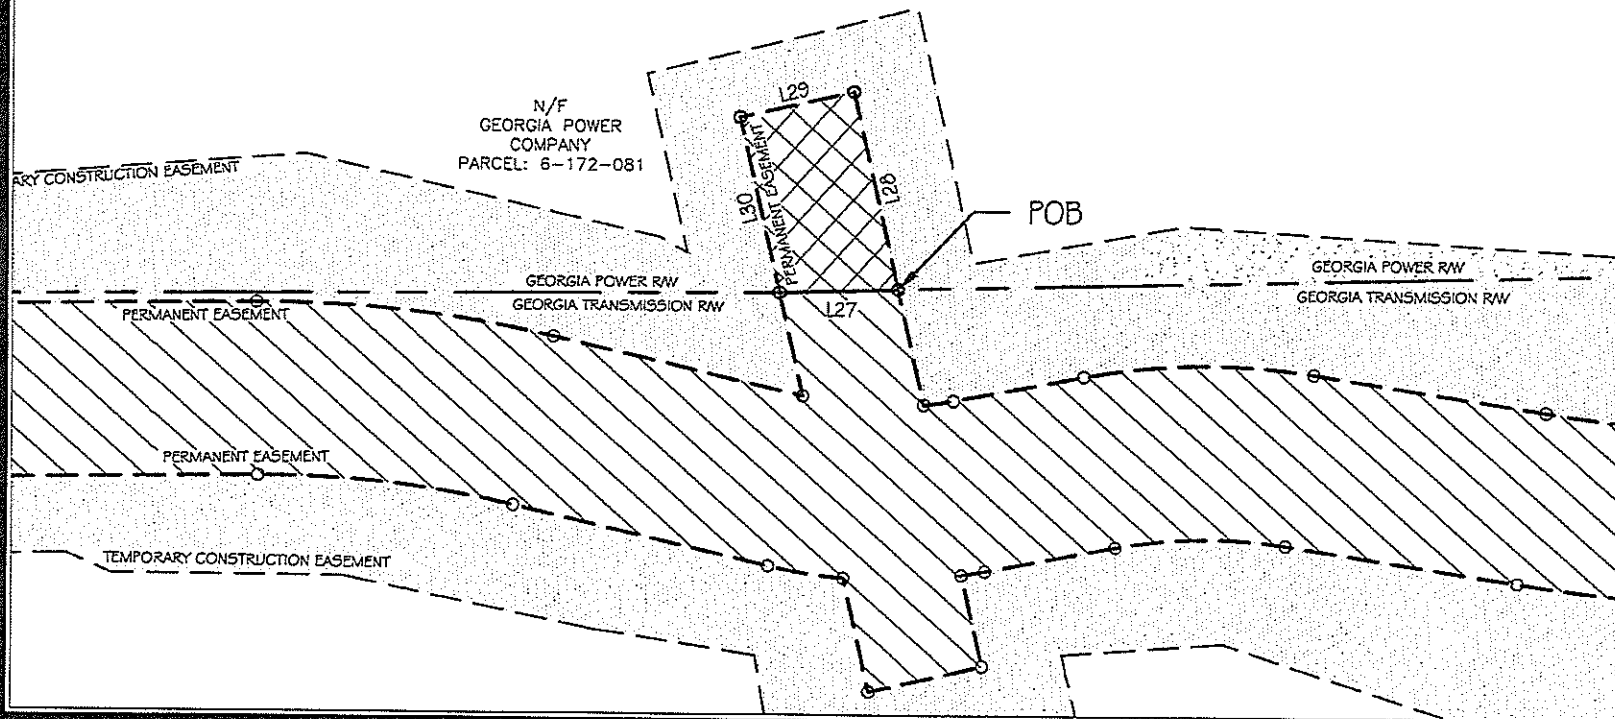 L29
N/F
GEORGIA POWER
COMPANY
PARCEL: 6-172-081
ARY CONSTRUCTION EASEMENT
L30
PERMANENT EASEMENT
L28
POB
GEORGIA POWER R/W
GEORGIA TRANSMISSION R/W
L27
GEORGIA POWER R/W
GEORGIA TRANSMISSION R/W
PERMANENT EASEMENT
PERMANENT EASEMENT
TEMPORARY CONSTRUCTION EASEMENT